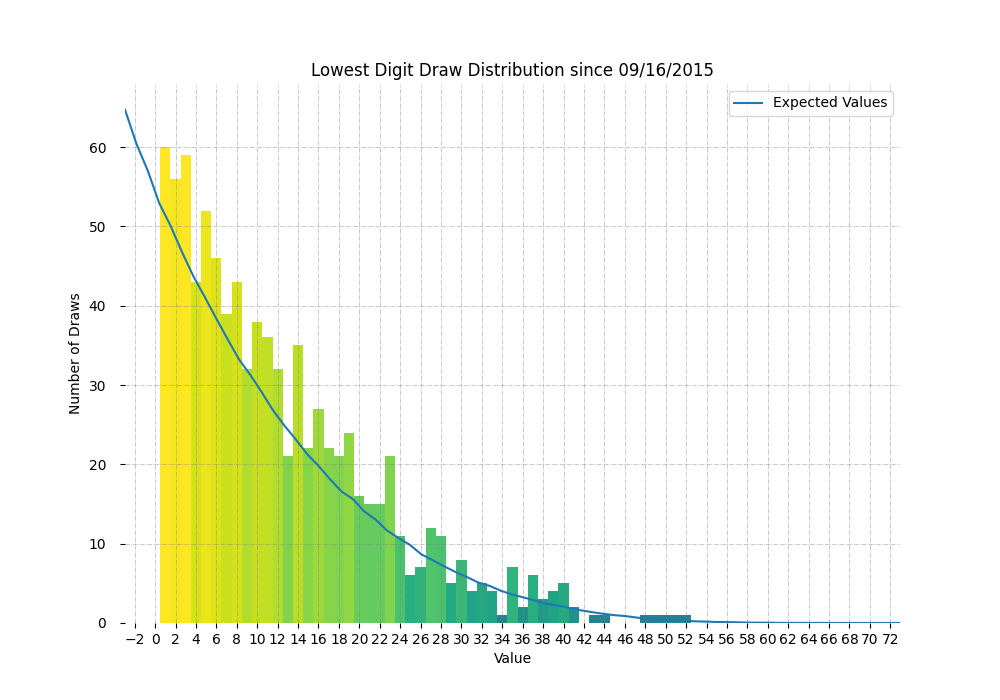 Lowest Digit Draw Distribution since 09/16/2015
Expected Values
60
50
40
30
20
10
0
Number of Draws
−2 0 2 4 6 8 10 12 14 16 18 20 22 24 26 28 30 32 34 36 38 40 42 44 46 48 50 52 54 56 58 60 62 64 66 68 70 72
Value